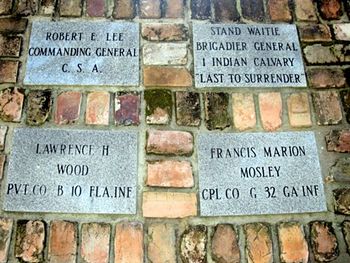 ROBERT E. LEE
COMMANDING GENERAL
C. S. A.
STAND WAITIE
BRIGADIER GENERAL
1 INDIAN CALVARY
"LAST TO SURRENDER"
LAWRENCE H
WOOD
PVT. CO B 10 FLA. INF
FRANCIS MARION
MOSLEY
CPL CO G 32 GA INF